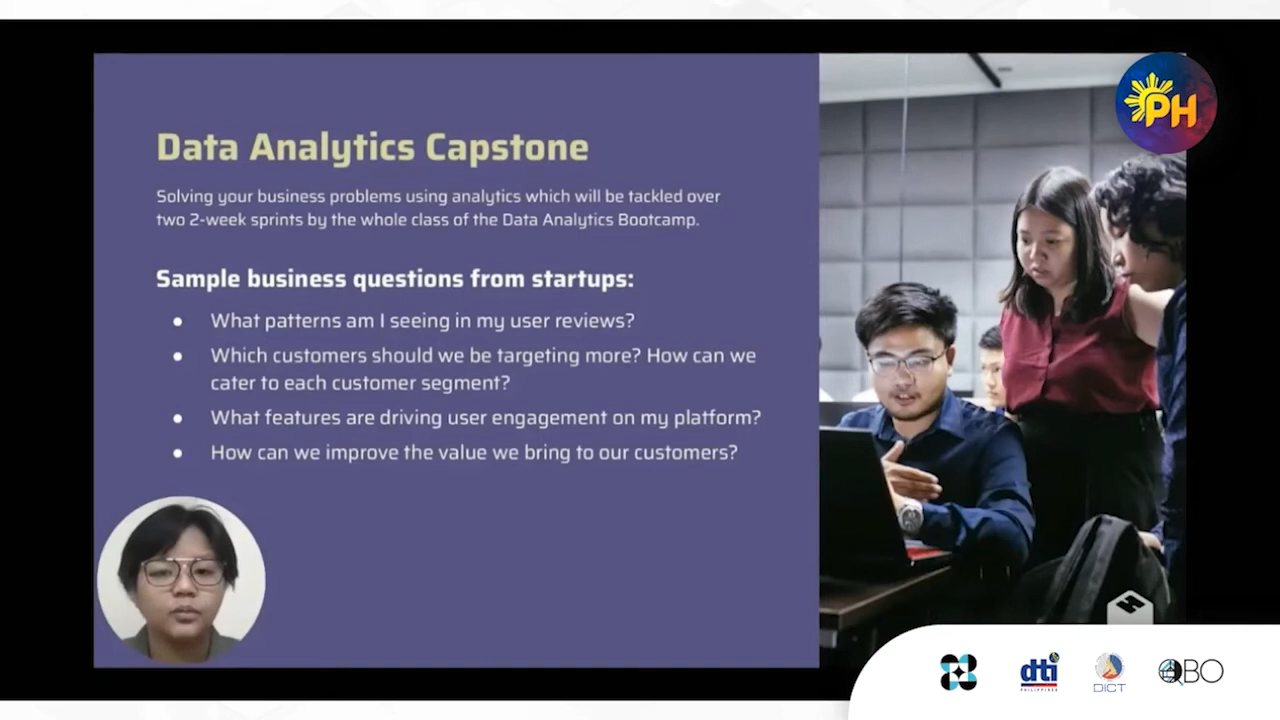 PH
Data Analytics Capstone
Solving your business problems using analytics which will be tackled over
two 2-week sprints by the whole class of the Data Analytics Bootcamp.
Sample business questions from startups:
● What patterns am I seeing in my user reviews?
● Which customers should we be targeting more? How can we
cater to each customer segment?
● What features are driving user engagement on my platform?
● How can we improve the value we bring to our customers?
dti
PHILIPPINES
DICT
QBO